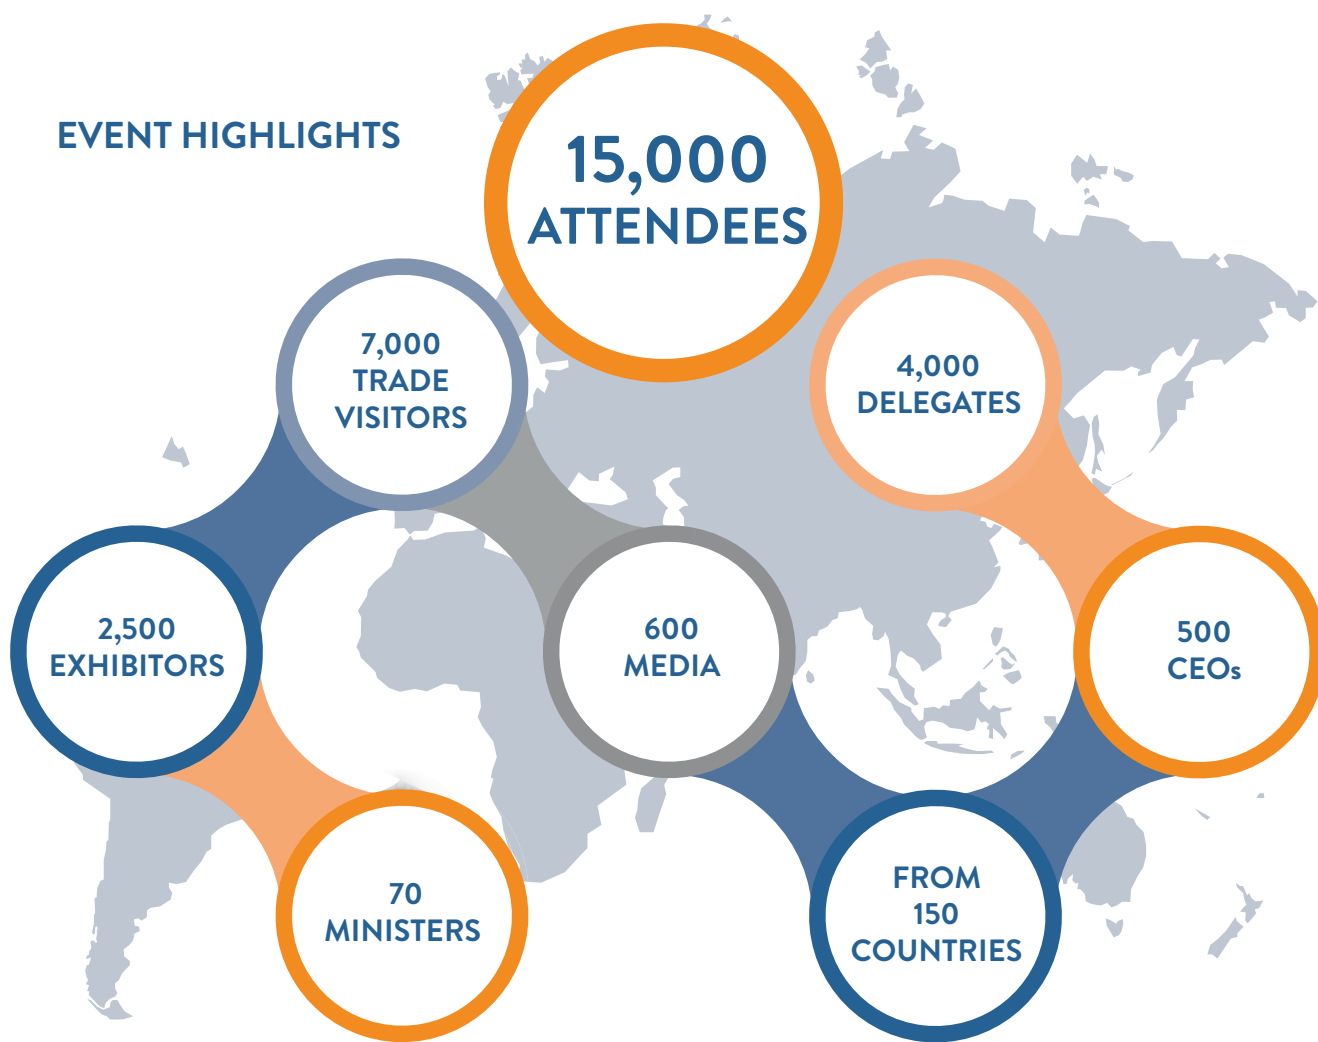 EVENT HIGHLIGHTS
15,000
ATTENDEES
7,000
TRADE
VISITORS
4,000
DELEGATES
2,500
EXHIBITORS
600
MEDIA
500
CEOs
70
MINISTERS
FROM
150
COUNTRIES